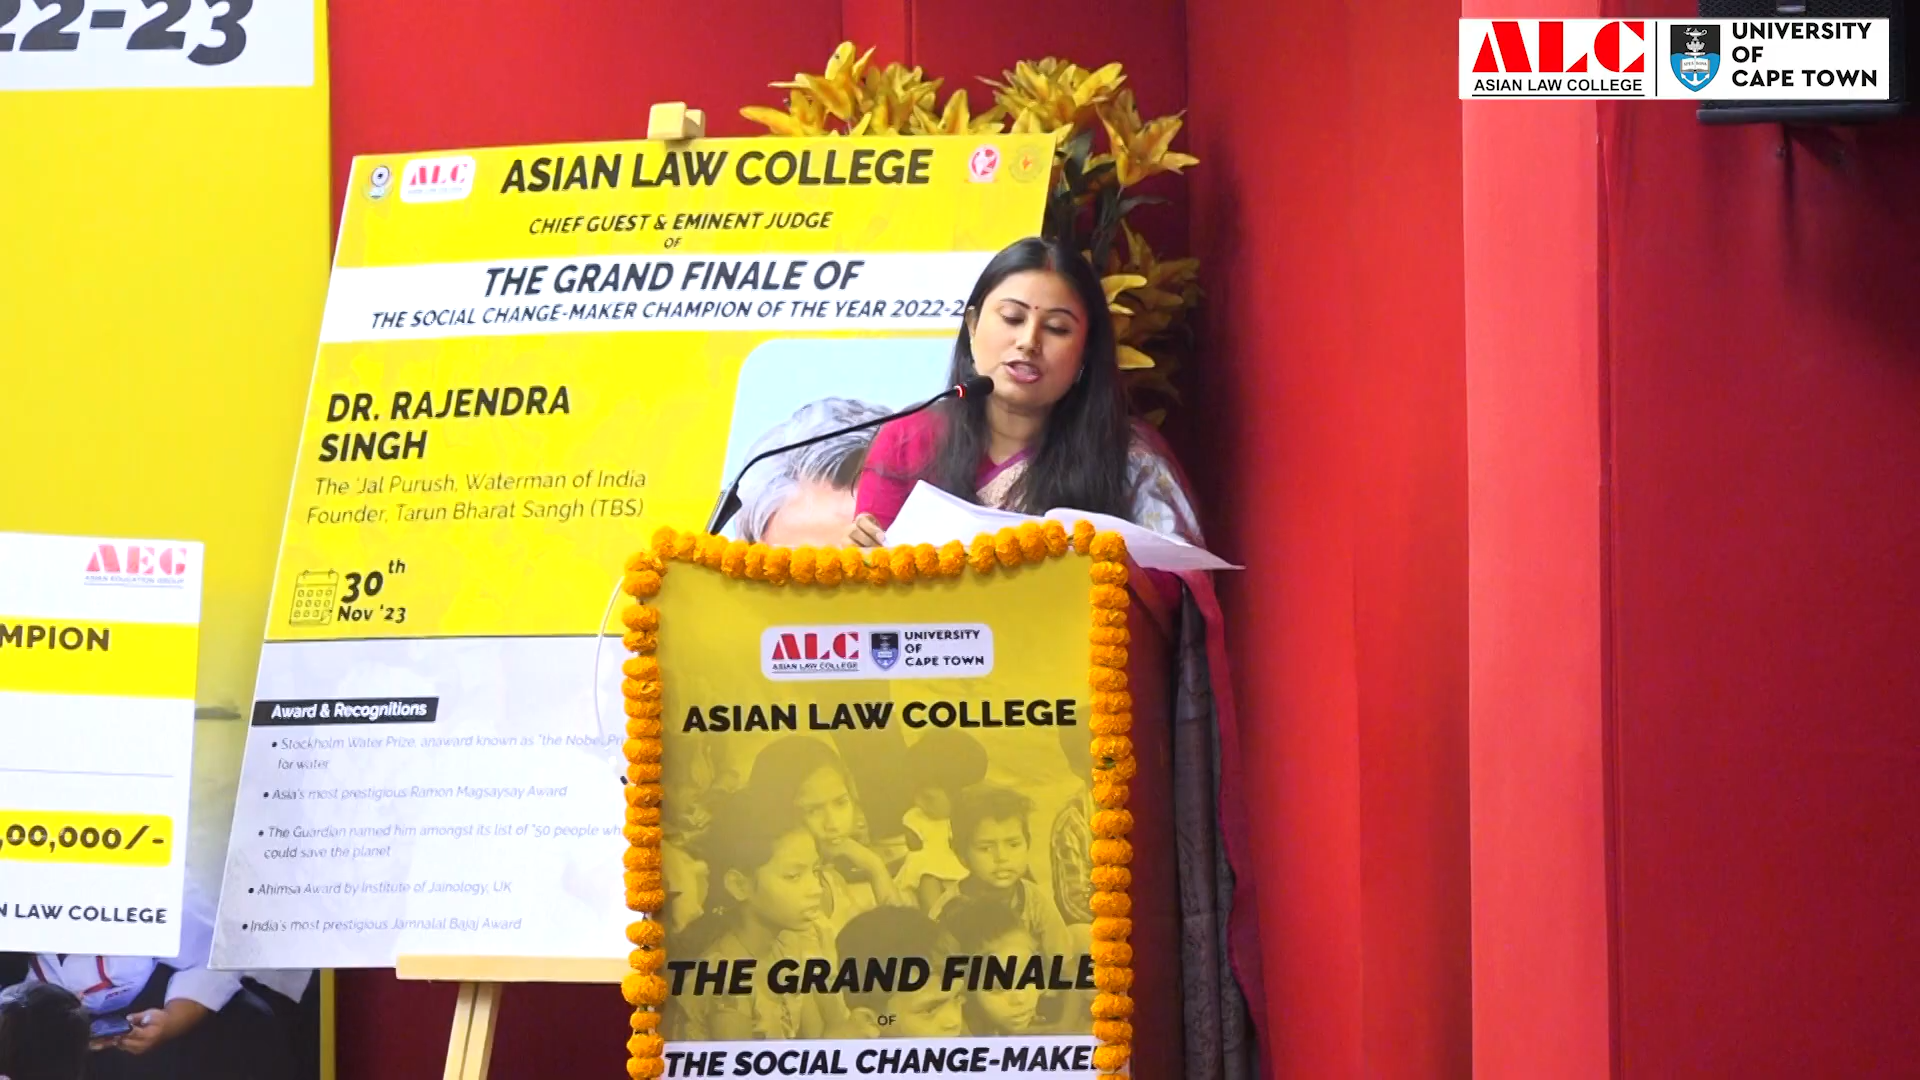 22-23
ALC
ASIAN LAW COLLEGE
UNIVERSITY
OF
CAPE TOWN
ALC
ASIAN LAW COLLEGE
CHIEF GUEST & EMINENT JUDGE
OF
THE GRAND FINALE OF
THE SOCIAL CHANGE-MAKER CHAMPION OF THE YEAR 2022-2
DR. RAJENDRA
SINGH
The 'Jal Purush, Waterman of India
Founder, Tarun Bharat Sangh (TBS)
30th
Nov '23
Award & Recognitions
• Stockholm Water Prize, anaward known as "the Nobel Pri
for water
• Asia's most prestigious Ramon Magsaysay Award
• The Guardian named him amongst its list of "50 people wh
could save the planet
• Ahimsa Award by Institute of Jainology, UK
• India's most prestigious Jamnalal Bajaj Award
AEG
ASIAN EDUCATION GROUP
MPION
,00,000/-
N LAW COLLEGE
ALC
ASIAN LAW COLLEGE
UNIVERSITY
OF
CAPE TOWN
ASIAN LAW COLLEGE
THE GRAND FINALE
OF
THE SOCIAL CHANGE-MAKE